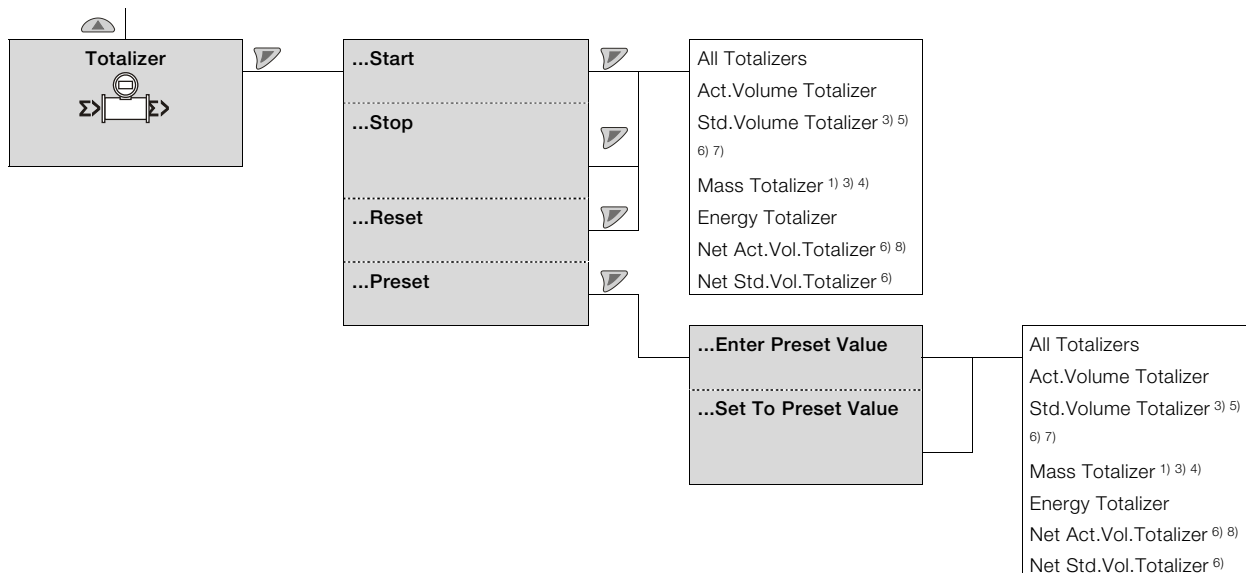 Totalizer
Σ> Σ>
...Start
...Stop
...Reset
...Preset
All Totalizers
Act.Volume Totalizer
Std.Volume Totalizer 3) 5)
6) 7)
Mass Totalizer 1) 3) 4)
Energy Totalizer
Net Act.Vol.Totalizer 6) 8)
Net Std.Vol.Totalizer 6)
...Enter Preset Value
...Set To Preset Value
All Totalizers
Act.Volume Totalizer
Std.Volume Totalizer 3) 5)
6) 7)
Mass Totalizer 1) 3) 4)
Energy Totalizer
Net Act.Vol.Totalizer 6) 8)
Net Std.Vol.Totalizer 6)